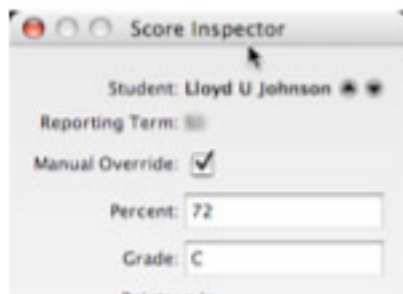 Score Inspector
Student: Lloyd U Johnson
Reporting Term:
Manual Override:
Percent: 72
Grade: C